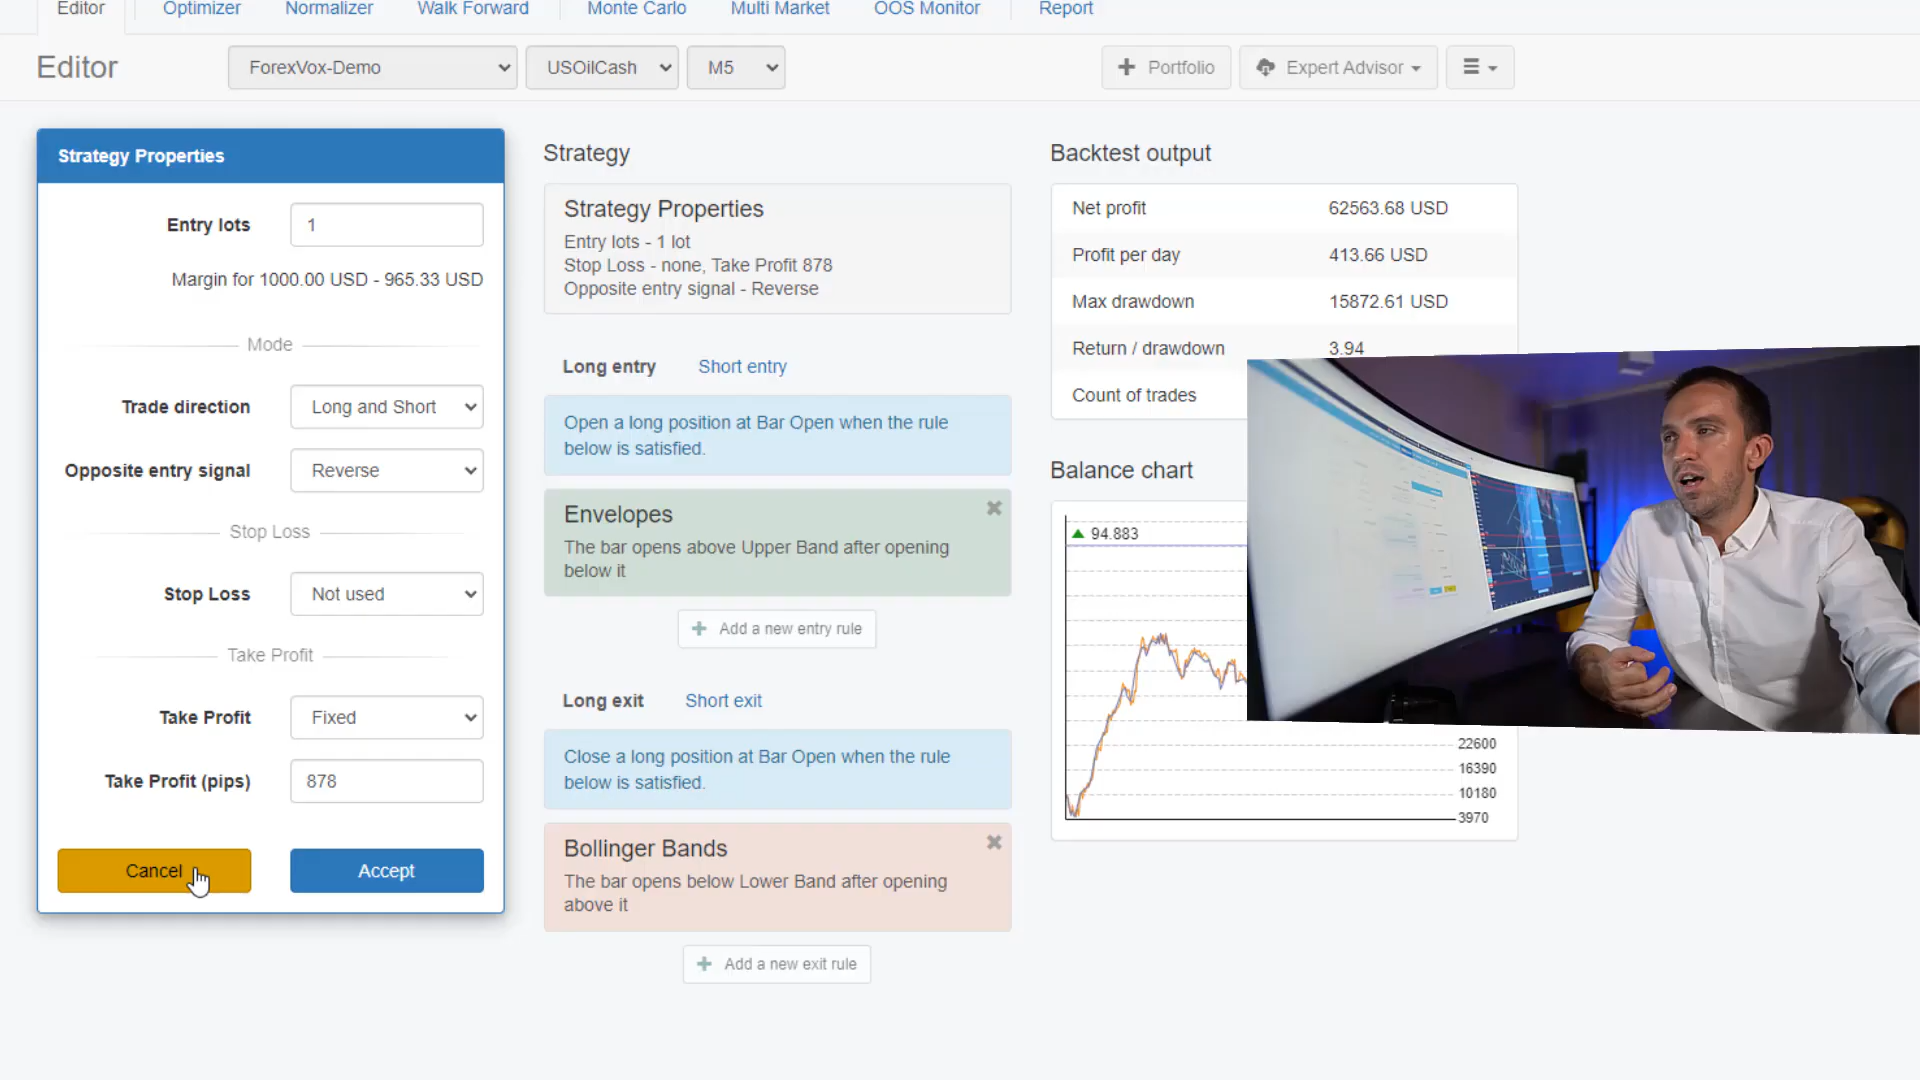 Editor
Optimizer
Normalizer
Walk Forward
Monte Carlo
Multi Market
OOS Monitor
Report
Editor
ForexVox-Demo
USOilCash
M5
Portfolio
Expert Advisor
Strategy Properties
Entry lots
1
Margin for 1000.00 USD - 965.33 USD
Mode
Trade direction
Long and Short
Opposite entry signal
Reverse
Stop Loss
Stop Loss
Not used
Take Profit
Take Profit
Fixed
Take Profit (pips)
878
Cancel
Accept
Strategy
Strategy Properties
Entry lots - 1 lot
Stop Loss - none, Take Profit 878
Opposite entry signal - Reverse
Long entry
Short entry
Open a long position at Bar Open when the rule
below is satisfied.
Envelopes
The bar opens above Upper Band after opening
below it
Add a new entry rule
Long exit
Short exit
Close a long position at Bar Open when the rule
below is satisfied.
Bollinger Bands
The bar opens below Lower Band after opening
above it
Add a new exit rule
Backtest output
Net profit 62563.68 USD
Profit per day 413.66 USD
Max drawdown 15872.61 USD
Return / drawdown 3.94
Count of trades
Balance chart
94.883
22600
16390
10180
3970